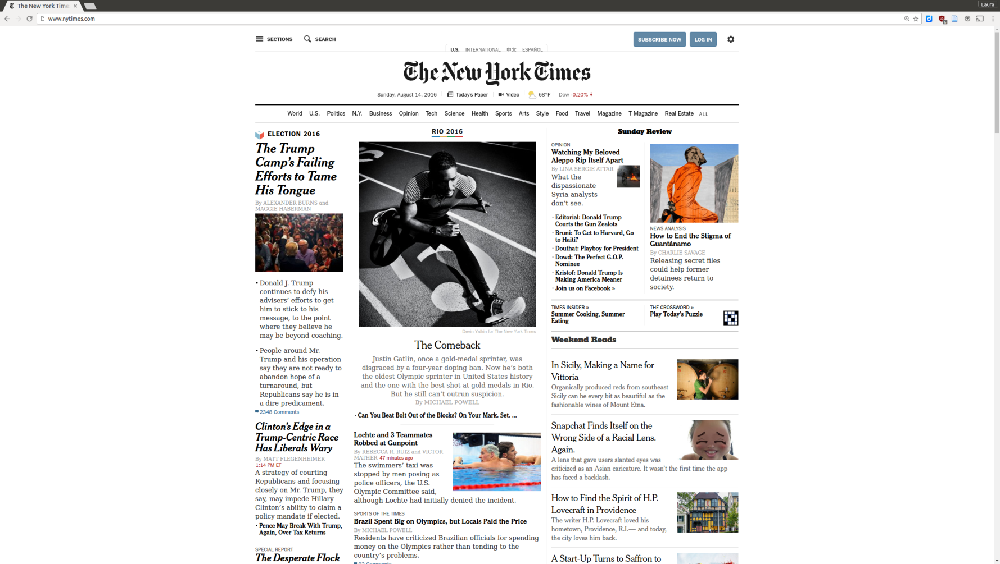 The New York Time
Laura
www.nytimes.com
SECTIONS
SEARCH
SUBSCRIBE NOW
LOG IN
U.S. INTERNATIONAL 中文 ESPAÑOL
The New York Times
Sunday, August 14, 2016
Today's Paper
Video
68°F
Dow -0.20%
World U.S. Politics N.Y. Business Opinion Tech Science Health Sports Arts Style Food Travel Magazine T Magazine Real Estate ALL
ELECTION 2016
The Trump
Camp's Failing
Efforts to Tame
His Tongue
By ALEXANDER BURNS and
MAGGIE HABERMAN
• Donald J. Trump
continues to defy his
advisers' efforts to get
him to stick to his
message, to the point
where they believe he
may be beyond coaching.
• People around Mr.
Trump and his operation
say they are not ready to
abandon hope of a
turnaround, but
Republicans say he is in
a dire predicament.
2348 Comments
Clinton's Edge in a
Trump-Centric Race
Has Liberals Wary
By MATT FLEGENHEIMER
1:14 PM ET
A strategy of courting
Republicans and focusing
closely on Mr. Trump, they
say, may impede Hillary
Clinton's ability to claim a
policy mandate if elected.
· Pence May Break With Trump,
Again, Over Tax Returns
SPECIAL REPORT
The Desperate Flock
RIO 2016
Devin Yalkin for The New York Times
The Comeback
Justin Gatlin, once a gold-medal sprinter, was
disgraced by a four-year doping ban. Now he's both
the oldest Olympic sprinter in United States history
and the one with the best shot at gold medals in Rio.
But he still can't outrun suspicion.
By MICHAEL POWELL
· Can You Beat Bolt Out of the Blocks? On Your Mark. Set. ...
Lochte and 3 Teammates
Robbed at Gunpoint
By REBECCA R. RUIZ and VICTOR
MATHER 47 minutes ago
The swimmers' taxi was
stopped by men posing as
police officers, the U.S.
Olympic Committee said,
although Lochte had initially denied the incident.
SPORTS OF THE TIMES
Brazil Spent Big on Olympics, but Locals Paid the Price
By MICHAEL POWELL
Residents have criticized Brazilian officials for spending
money on the Olympics rather than tending to the
country's problems.
Comments
Sunday Review
OPINION
Watching My Beloved
Aleppo Rip Itself Apart
By LINA SERGIE ATTAR
What the
dispassionate
Syria analysts
don't see.
· Editorial: Donald Trump
Courts the Gun Zealots
· Bruni: To Get to Harvard, Go
to Haiti?
· Douthat: Playboy for President
· Dowd: The Perfect G.O.P.
Nominee
· Kristof: Donald Trump Is
Making America Meaner
· Join us on Facebook »
NEWS ANALYSIS
How to End the Stigma of
Guantánamo
By CHARLIE SAVAGE
Releasing secret files
could help former
detainees return to
society.
TIMES INSIDER »
Summer Cooking, Summer
Eating
THE CROSSWORD »
Play Today's Puzzle
Weekend Reads
In Sicily, Making a Name for
Vittoria
Organically produced reds from southeast
Sicily can be every bit as beautiful as the
fashionable wines of Mount Etna.
Snapchat Finds Itself on the
Wrong Side of a Racial Lens.
Again.
A lens that gave users slanted eyes was
criticized as an Asian caricature. It wasn't the first time the app
has faced a backlash.
How to Find the Spirit of H.P.
Lovecraft in Providence
The writer H.P. Lovecraft loved his
hometown, Providence, R.I.— and today,
the city loves him back.
A Start-Up Turns to Saffron to